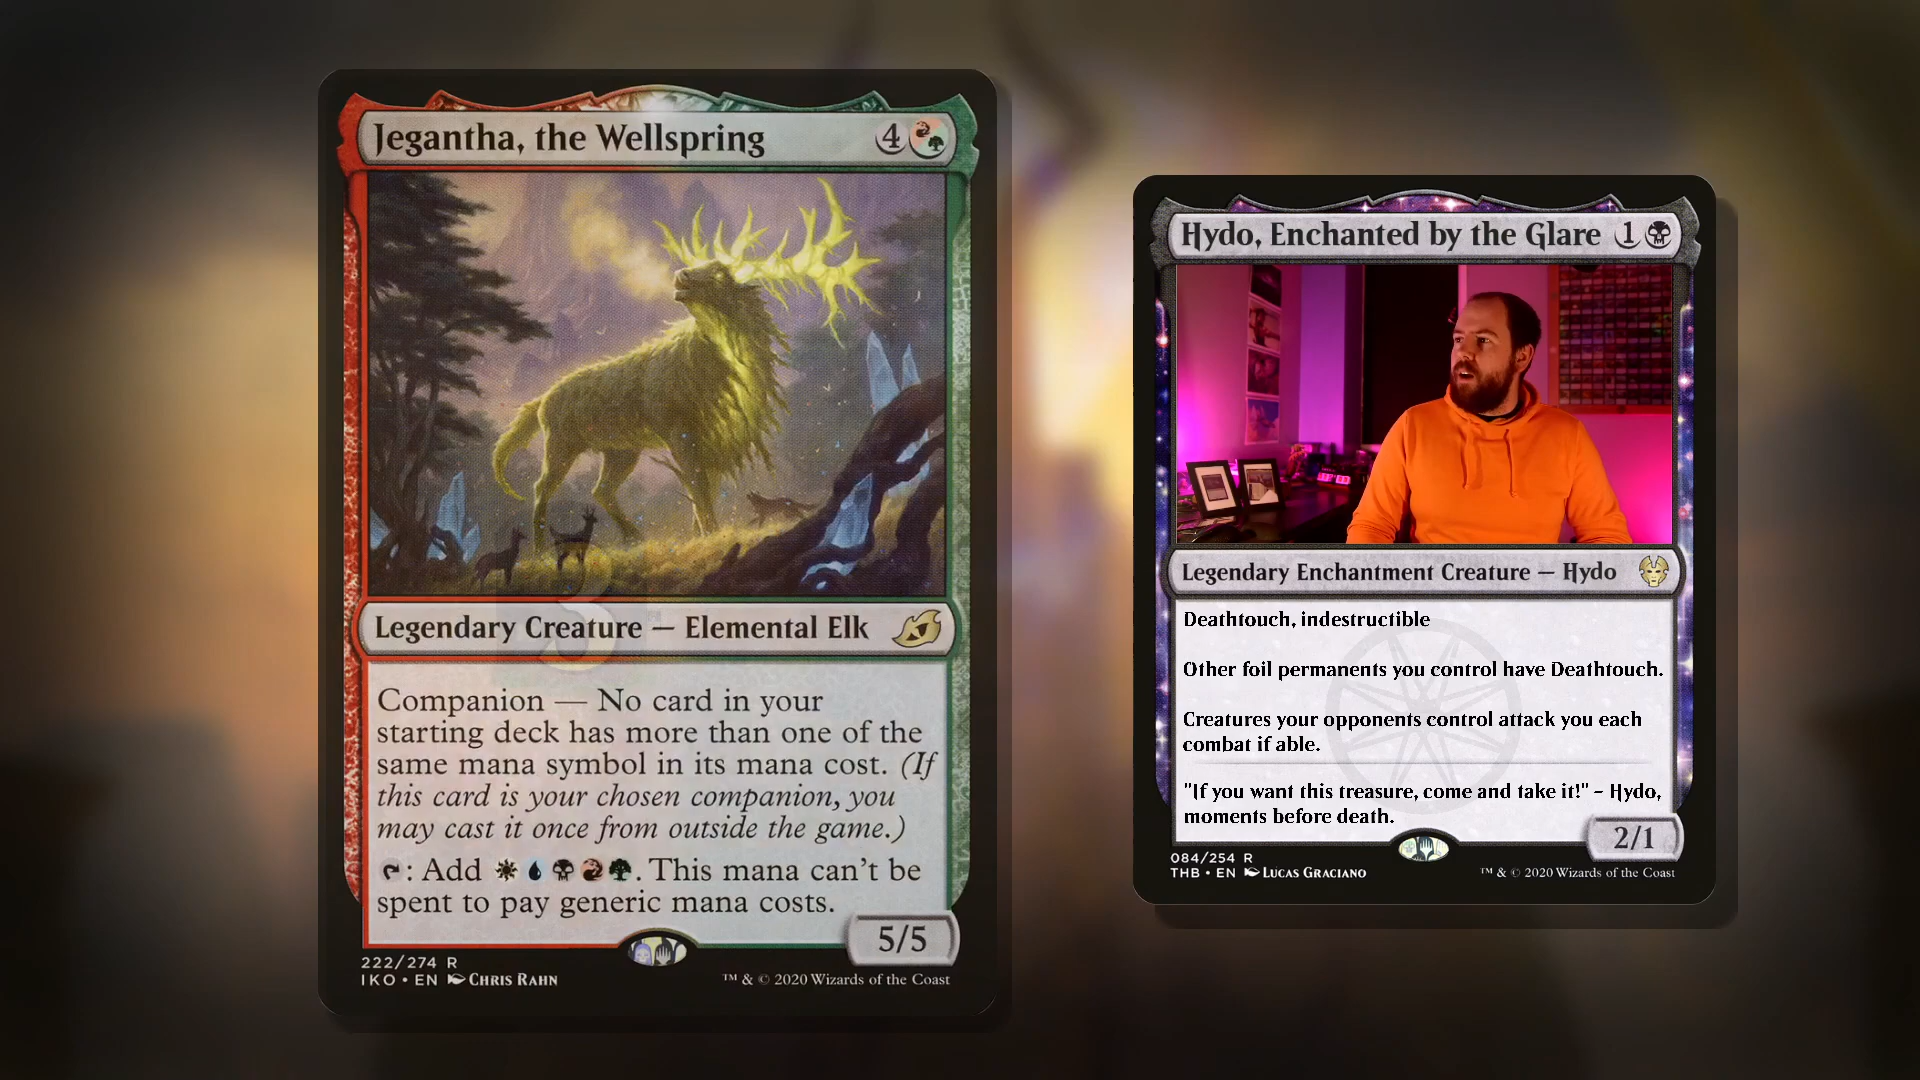 Jegantha, the Wellspring 4
Legendary Creature — Elemental Elk
Companion — No card in your
starting deck has more than one of the
same mana symbol in its mana cost. (If
this card is your chosen companion, you
may cast it once from outside the game.)
: Add . This mana can't be
spent to pay generic mana costs.
5/5
222/274 R
IKO • EN Chris Rahn
™ & © 2020 Wizards of the Coast
Hydo, Enchanted by the Glare 1
Legendary Enchantment Creature — Hydo
Deathtouch, indestructible
Other foil permanents you control have Deathtouch.
Creatures your opponents control attack you each
combat if able.
"If you want this treasure, come and take it!" – Hydo,
moments before death.
2/1
084/254 R
THB • EN Lucas Graciano
™ & © 2020 Wizards of the Coast